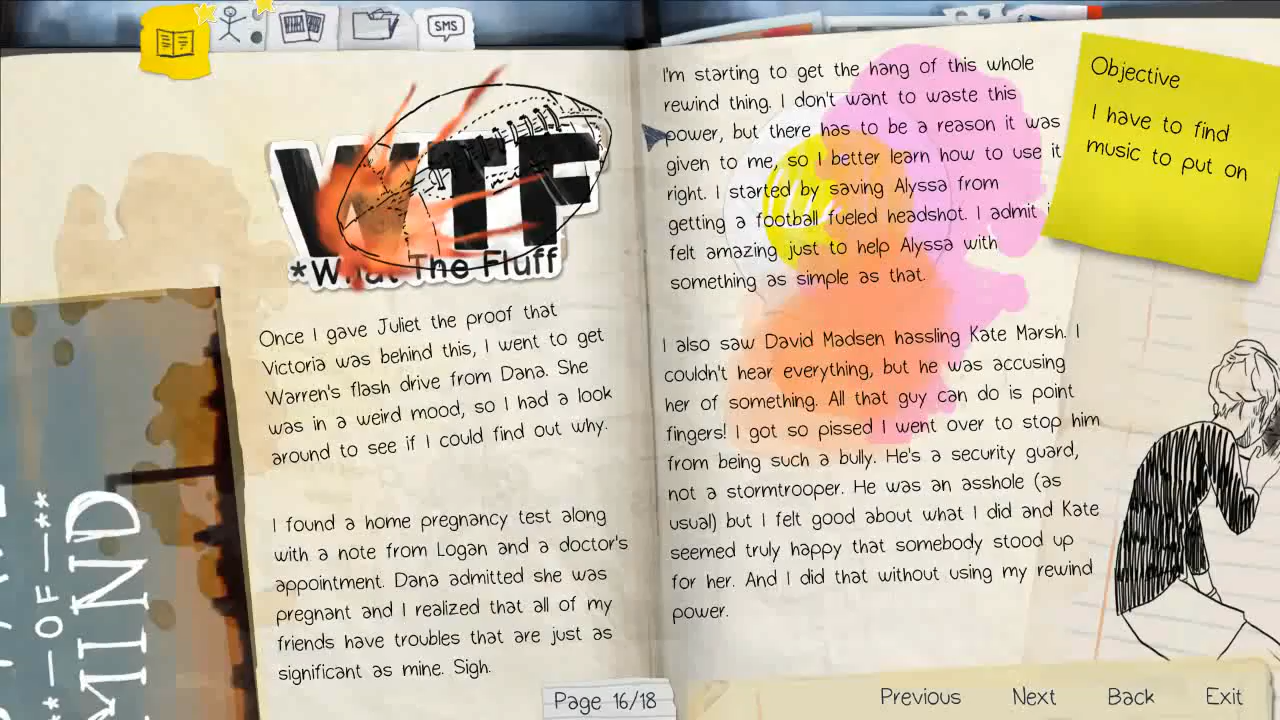 SMS
WTF
*What The Fluff
Once I gave Juliet the proof that
Victoria was behind this, I went to get
Warren's flash drive from Dana. She
was in a weird mood, so I had a look
around to see if I could find out why.
I found a home pregnancy test along
with a note from Logan and a doctor's
appointment. Dana admitted she was
pregnant and I realized that all of my
friends have troubles that are just as
significant as mine. Sigh.
OF
MIND
Page 16/18
I'm starting to get the hang of this whole
rewind thing. I don't want to waste this
power, but there has to be a reason it was
given to me, so I better learn how to use it
right. I started by saving Alyssa from
getting a football fueled headshot. I admit
felt amazing just to help Alyssa with
something as simple as that.
I also saw David Madsen hassling Kate Marsh. I
couldn't hear everything, but he was accusing
her of something. All that guy can do is point
fingers! I got so pissed I went over to stop him
from being such a bully. He's a security guard,
not a stormtrooper. He was an asshole (as
usual) but I felt good about what I did and Kate
seemed truly happy that somebody stood up
for her. And I did that without using my rewind
power.
Objective
I have to find
music to put on
Previous Next Back Exit